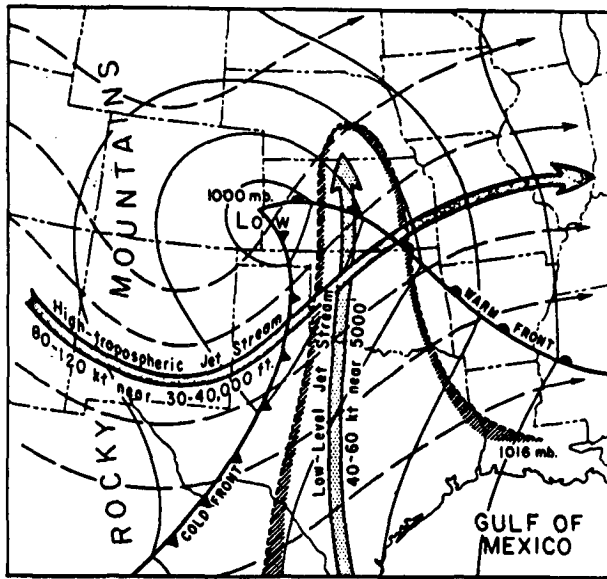 ROCKY MOUNTAINS
1000 mb.
LOW
High-tropospheric Jet Stream
80-120 kt near 30-40,000 ft.
Low-Level Jet Stream
40-60 kt near 5000'
WARM FRONT
COLD FRONT
1016 mb.
GULF OF
MEXICO